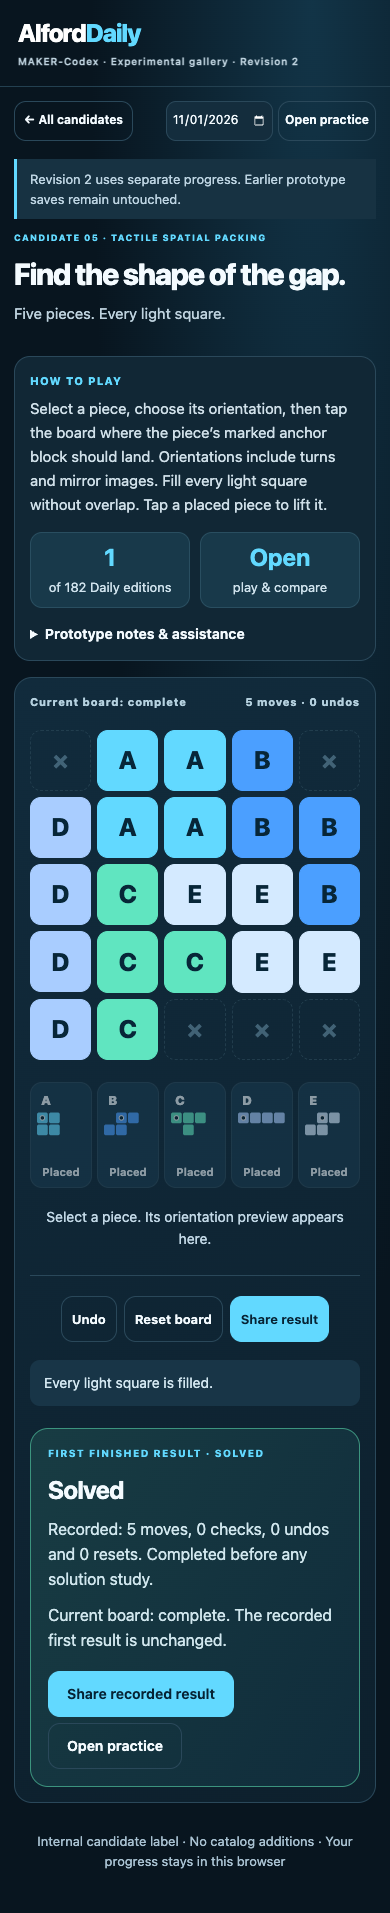 AlfordDaily
MAKER-Codex · Experimental gallery · Revision 2
← All candidates
11/01/2026
Open practice
Revision 2 uses separate progress. Earlier prototype
saves remain untouched.
CANDIDATE 05 · TACTILE SPATIAL PACKING
Find the shape of the gap.
Five pieces. Every light square.
HOW TO PLAY
Select a piece, choose its orientation, then tap
the board where the piece’s marked anchor
block should land. Orientations include turns
and mirror images. Fill every light square
without overlap. Tap a placed piece to lift it.
1
of 182 Daily editions
Open
play & compare
▶ Prototype notes & assistance
Current board: complete
5 moves · 0 undos
× A A B ×
D A A B B
D C E E B
D C C E E
D C × × ×
A B C D E
Placed Placed Placed Placed Placed
Select a piece. Its orientation preview appears
here.
Undo
Reset board
Share result
Every light square is filled.
FIRST FINISHED RESULT · SOLVED
Solved
Recorded: 5 moves, 0 checks, 0 undos
and 0 resets. Completed before any
solution study.
Current board: complete. The recorded
first result is unchanged.
Share recorded result
Open practice
Internal candidate label · No catalog additions · Your
progress stays in this browser